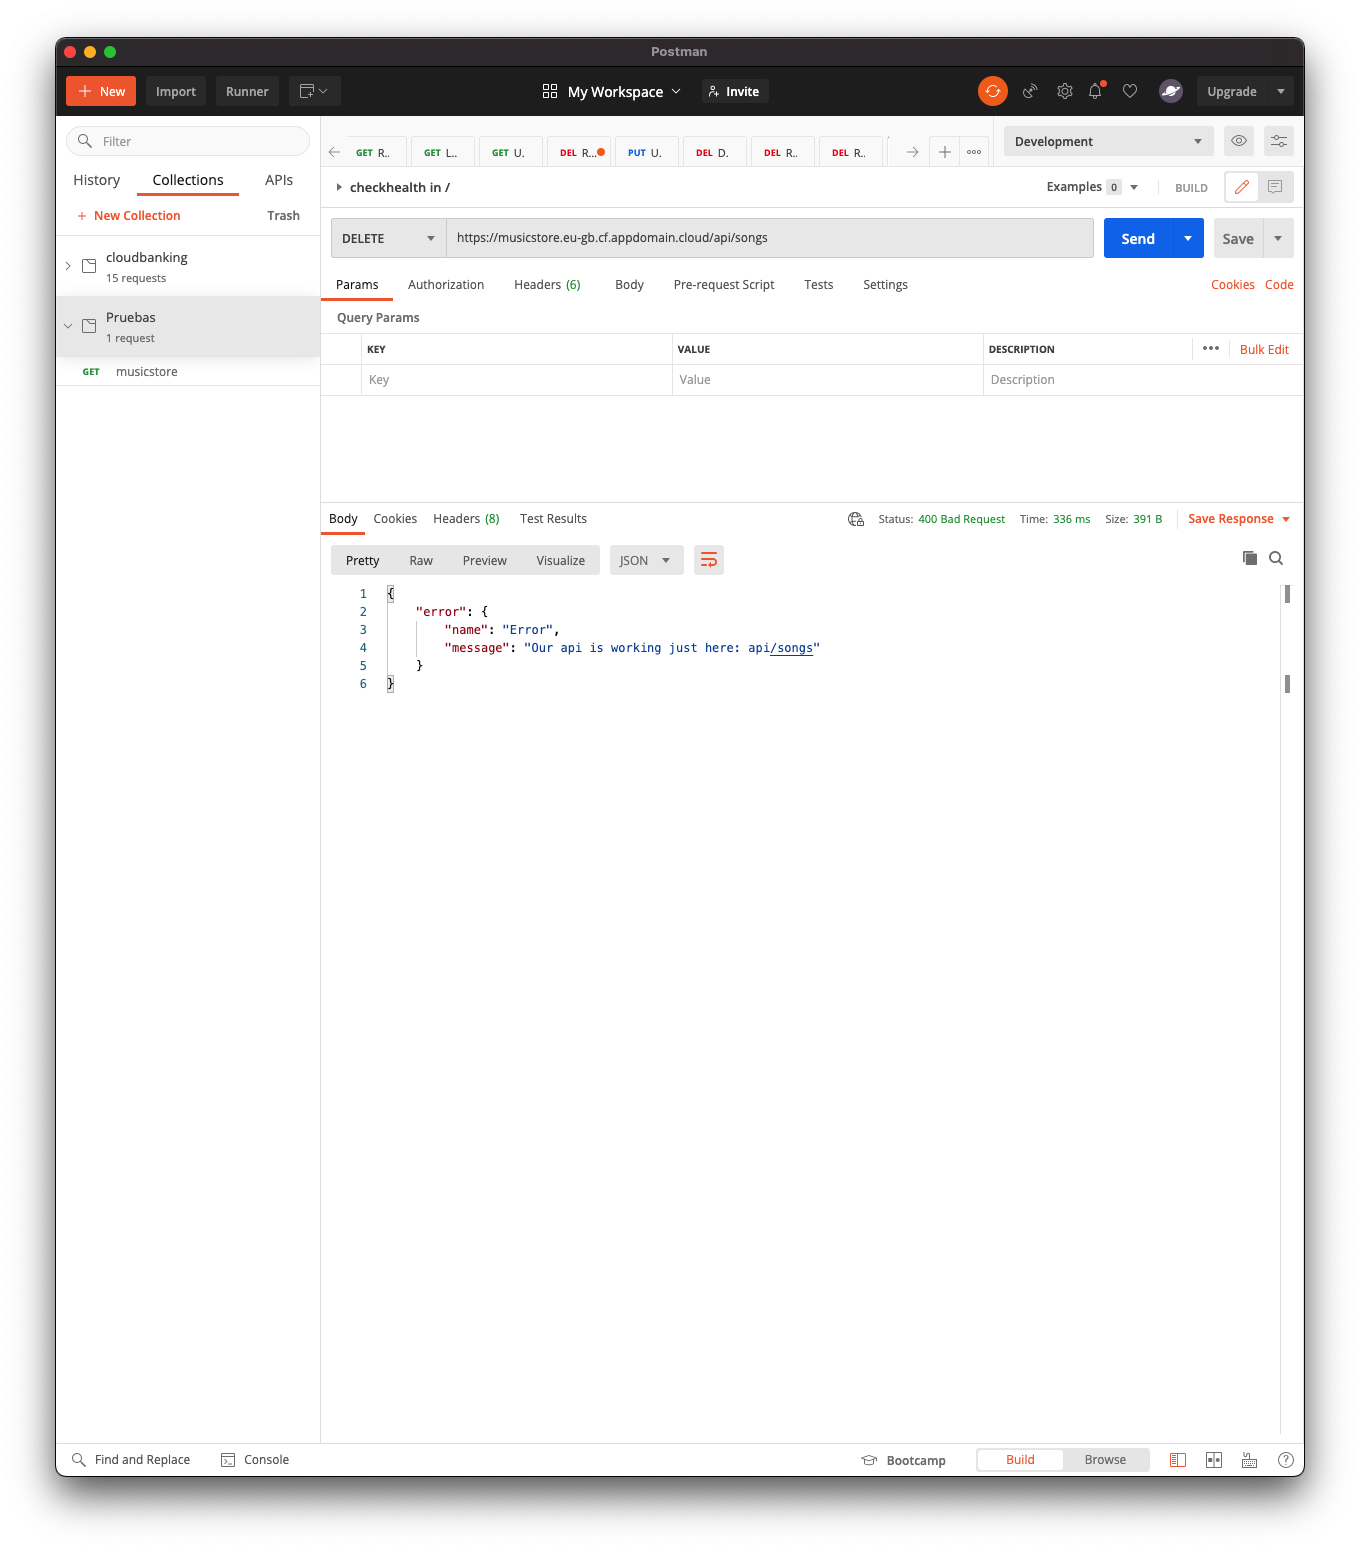 Postman
New
Import
Runner
My Workspace
Invite
Upgrade
Filter
History
Collections
APIs
+ New Collection
Trash
cloudbanking
15 requests
Pruebas
1 request
GET musicstore
GET R..
GET L..
GET U.
DEL R...
PUT U.
DEL D.
DEL R..
DEL R..
Development
checkhealth in /
Examples 0
BUILD
DELETE
https://musicstore.eu-gb.cf.appdomain.cloud/api/songs
Send
Save
Params
Authorization
Headers (6)
Body
Pre-request Script
Tests
Settings
Cookies
Code
Query Params
KEY
VALUE
DESCRIPTION
Bulk Edit
Key
Value
Description
Body
Cookies
Headers (8)
Test Results
Status: 400 Bad Request
Time: 336 ms
Size: 391 B
Save Response
Pretty
Raw
Preview
Visualize
JSON
1 {
2 "error": {
3 "name": "Error",
4 "message": "Our api is working just here: api/songs"
5 }
6 }
Find and Replace
Console
Bootcamp
Build
Browse